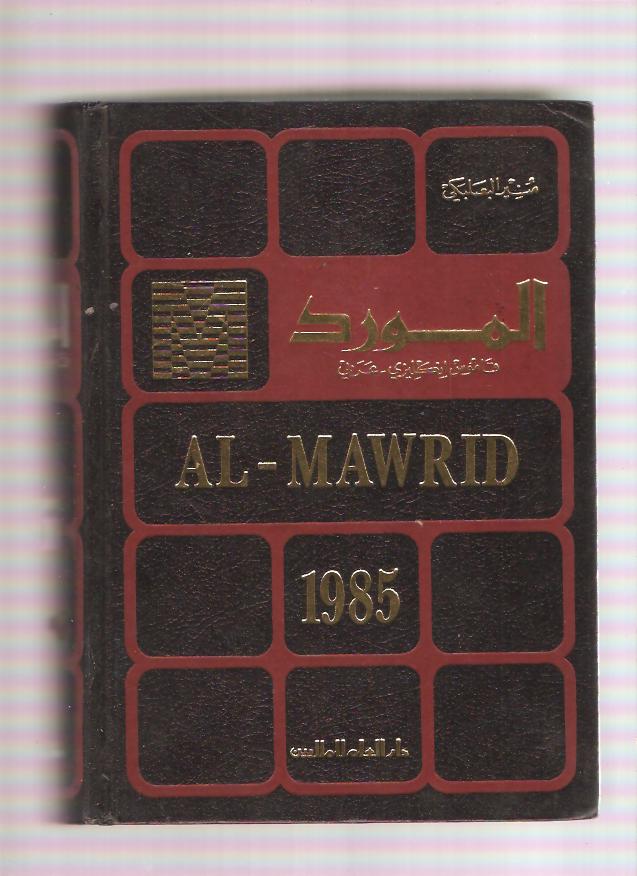 منير البعلبكي
المورد
قاموس إنكليزي - عربي
AL-MAWRID
1985
دار العلم للملايين